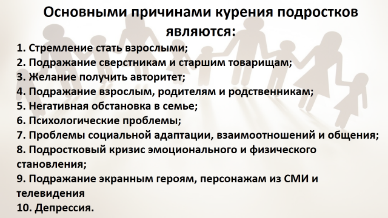 Основными причинами курения подростков
являются:
1. Стремление стать взрослыми;
2. Подражание сверстникам и старшим товарищам;
3. Желание получить авторитет;
4. Подражание взрослым, родителям и родственникам;
5. Негативная обстановка в семье;
6. Психологические проблемы;
7. Проблемы социальной адаптации, взаимоотношений и общения;
8. Подростковый кризис эмоционального и физического
становления;
9. Подражание экранным героям, персонажам из СМИ и
телевидения
10. Депрессия.